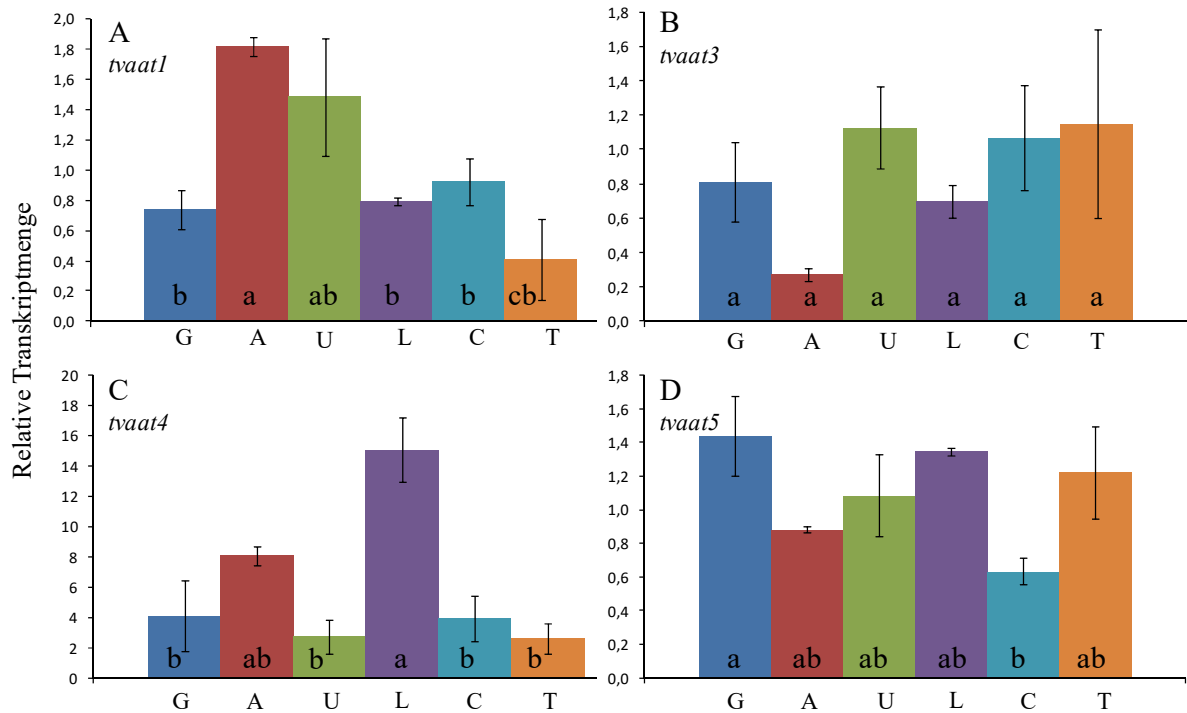 Relative Transkriptmenge
A
tvaat1
2,0
1,8
1,6
1,4
1,2
1,0
0,8
0,6
0,4
0,2
0,0
b a ab b b cb
G A U L C T
B
tvaat3
1,8
1,6
1,4
1,2
1,0
0,8
0,6
0,4
0,2
0,0
a a a a a a
G A U L C T
C
tvaat4
20
18
16
14
12
10
8
6
4
2
0
b ab b a b b
G A U L C T
D
tvaat5
1,8
1,6
1,4
1,2
1,0
0,8
0,6
0,4
0,2
0,0
a ab ab ab b ab
G A U L C T